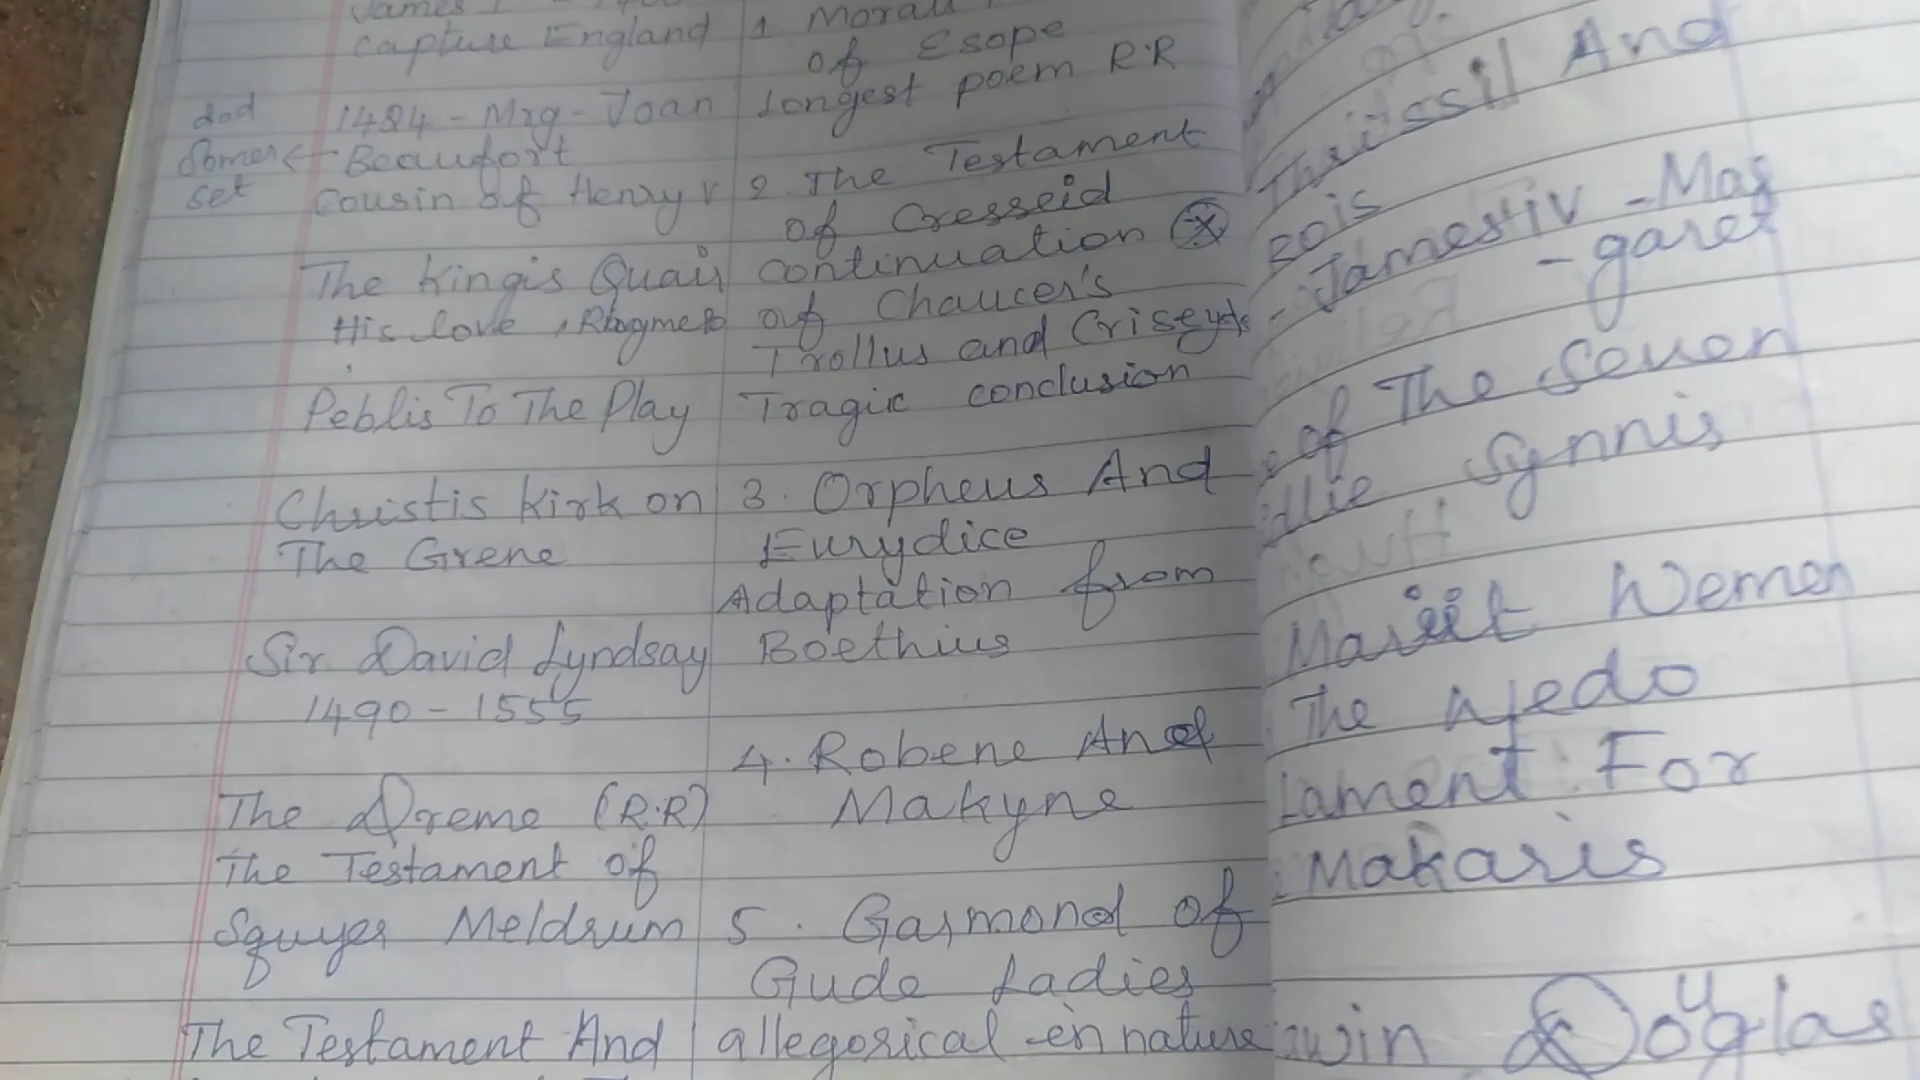 James
capture England
dad
Somer
set
1484 - Mrg - Joan
← Beaufort
Cousin of Henry V
The Kingis Quair
His love, Rhyme
Peblis To The Play
Christis Kirk on
The Grene
Sir David Lyndsay
1490 - 1555
The Dreme (R.R)
The Testament of
Squyer Meldrum
The Testament And
1. Morall
of Esope
Longest poem R.R
2. The Testament
of Cresseid
continuation
of Chaucer's
Trollus and Criseyde
Tragic conclusion
3. Orpheus And
Eurydice
Adaptation from
Boethius
4. Robene And
Makyne
5. Garmond of
Gude Ladies
allegorical in nature
Thrissil And
Rois
- James IV - Mar
- garet
of The Seven
Synnis
Mariit Wemen
The Wedo
Lament For
Makaris
win Douglas